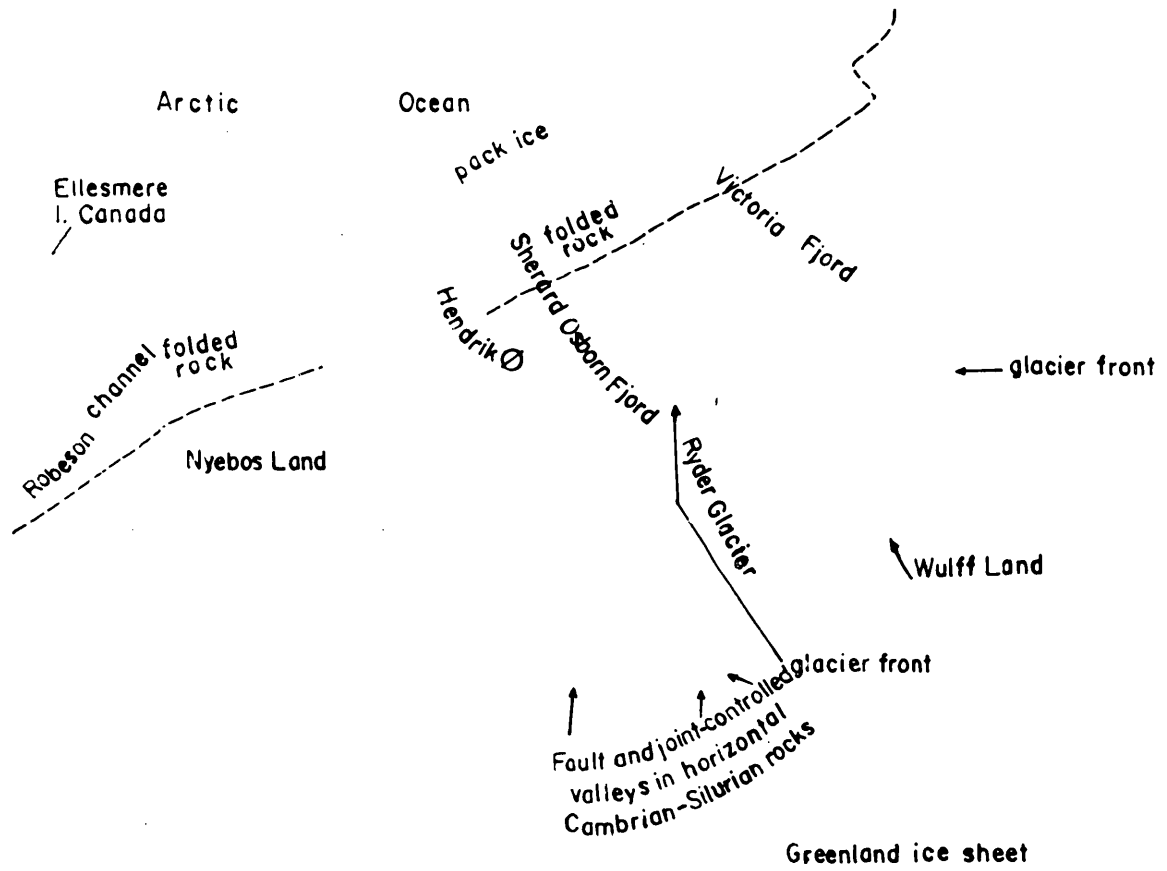 Arctic Ocean
pack ice
Ellesmere
I. Canada
Victoria Fjord
folded
rock
Sherard Osborn Fjord
Hendrik Ø
Robeson channel
folded
rock
glacier front
Nyebos Land
Ryder Glacier
Wulff Land
glacier front
Fault and joint-controlled
valleys in horizontal
Cambrian-Silurian rocks
Greenland ice sheet